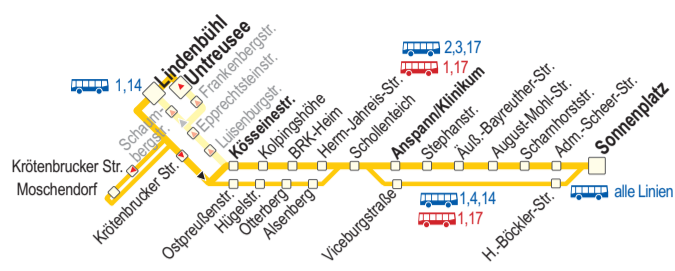 Lindenbühl
Untreusee
Frankenbergstr.
Epprechtsteinstr.
Luisenburgstr.
1,14
Schaum-
bergstr.
Krötenbrucker Str.
Moschendorf
Krötenbrucker Str.
Kösseinestr.
Kolpingshöhe
BRK-Heim
Herm-Jahreis-Str.
Schollenteich
2,3,17
1,17
Anspann/Klinikum
Stephanstr.
Äuß.-Bayreuther-Str.
August-Mohl-Str.
Scharnhorststr.
Adm.-Scheer-Str.
Sonnenplatz
alle Linien
Ostpreußenstr.
Hügelstr.
Otterberg
Alsenberg
Viceburgstraße
1,4,14
1,17
H.-Böckler-Str.